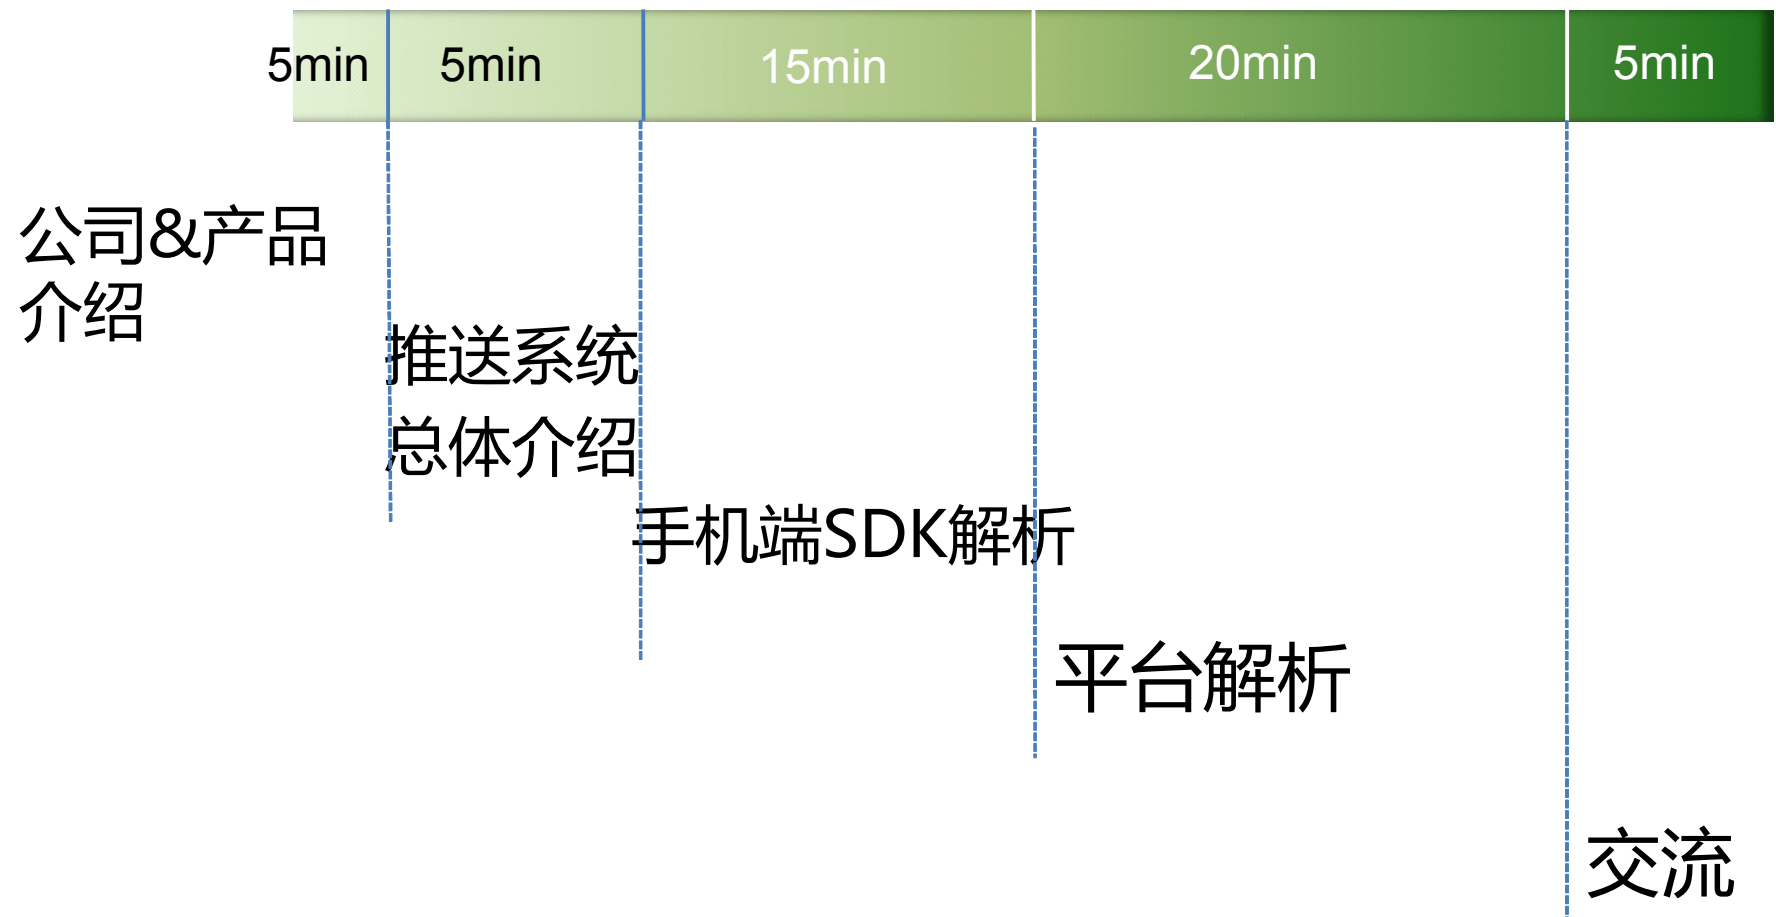 5min
5min
15min
20min
5min
公司&产品
介绍
推送系统
总体介绍
手机端SDK解析
平台解析
交流